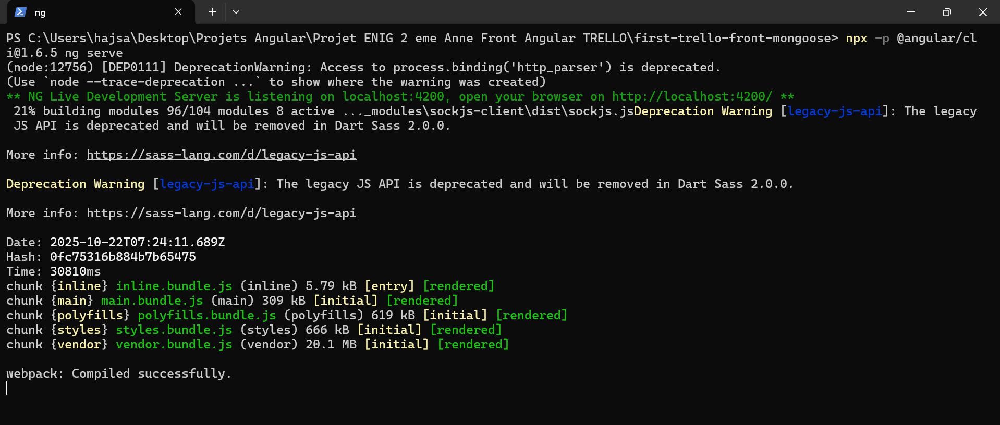 ng
PS C:\Users\hajsa\Desktop\Projets Angular\Projet ENIG 2 eme Anne Front Angular TRELLO\first-trello-front-mongoose> npx -p @angular/cl
i@1.6.5 ng serve
(node:12756) [DEP0111] DeprecationWarning: Access to process.binding('http_parser') is deprecated.
(Use `node --trace-deprecation ...` to show where the warning was created)
** NG Live Development Server is listening on localhost:4200, open your browser on http://localhost:4200/ **
 21% building modules 96/104 modules 8 active ..._modules\sockjs-client\dist\sockjs.jsDeprecation Warning [legacy-js-api]: The legacy
 JS API is deprecated and will be removed in Dart Sass 2.0.0.
More info: https://sass-lang.com/d/legacy-js-api
Deprecation Warning [legacy-js-api]: The legacy JS API is deprecated and will be removed in Dart Sass 2.0.0.
More info: https://sass-lang.com/d/legacy-js-api
Date: 2025-10-22T07:24:11.689Z
Hash: 0fc75316b884b7b65475
Time: 30810ms
chunk {inline} inline.bundle.js (inline) 5.79 kB [entry] [rendered]
chunk {main} main.bundle.js (main) 309 kB [initial] [rendered]
chunk {polyfills} polyfills.bundle.js (polyfills) 619 kB [initial] [rendered]
chunk {styles} styles.bundle.js (styles) 666 kB [initial] [rendered]
chunk {vendor} vendor.bundle.js (vendor) 20.1 MB [initial] [rendered]
webpack: Compiled successfully.